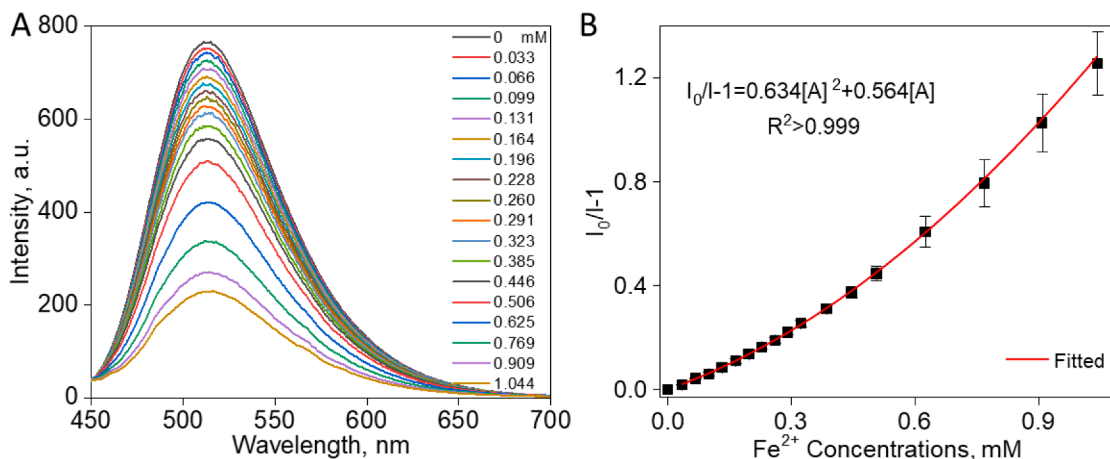 A
800
600
400
200
0
Intensity, a.u.
450 500 550 600 650 700
Wavelength, nm
0 mM
0.033
0.066
0.099
0.131
0.164
0.196
0.228
0.260
0.291
0.323
0.385
0.446
0.506
0.625
0.769
0.909
1.044
B
1.2
0.8
0.4
0.0
I₀/I-1
I₀/I-1=0.634[A]²+0.564[A]
R²>0.999
Fitted
0.0 0.3 0.6 0.9
Fe²⁺ Concentrations, mM